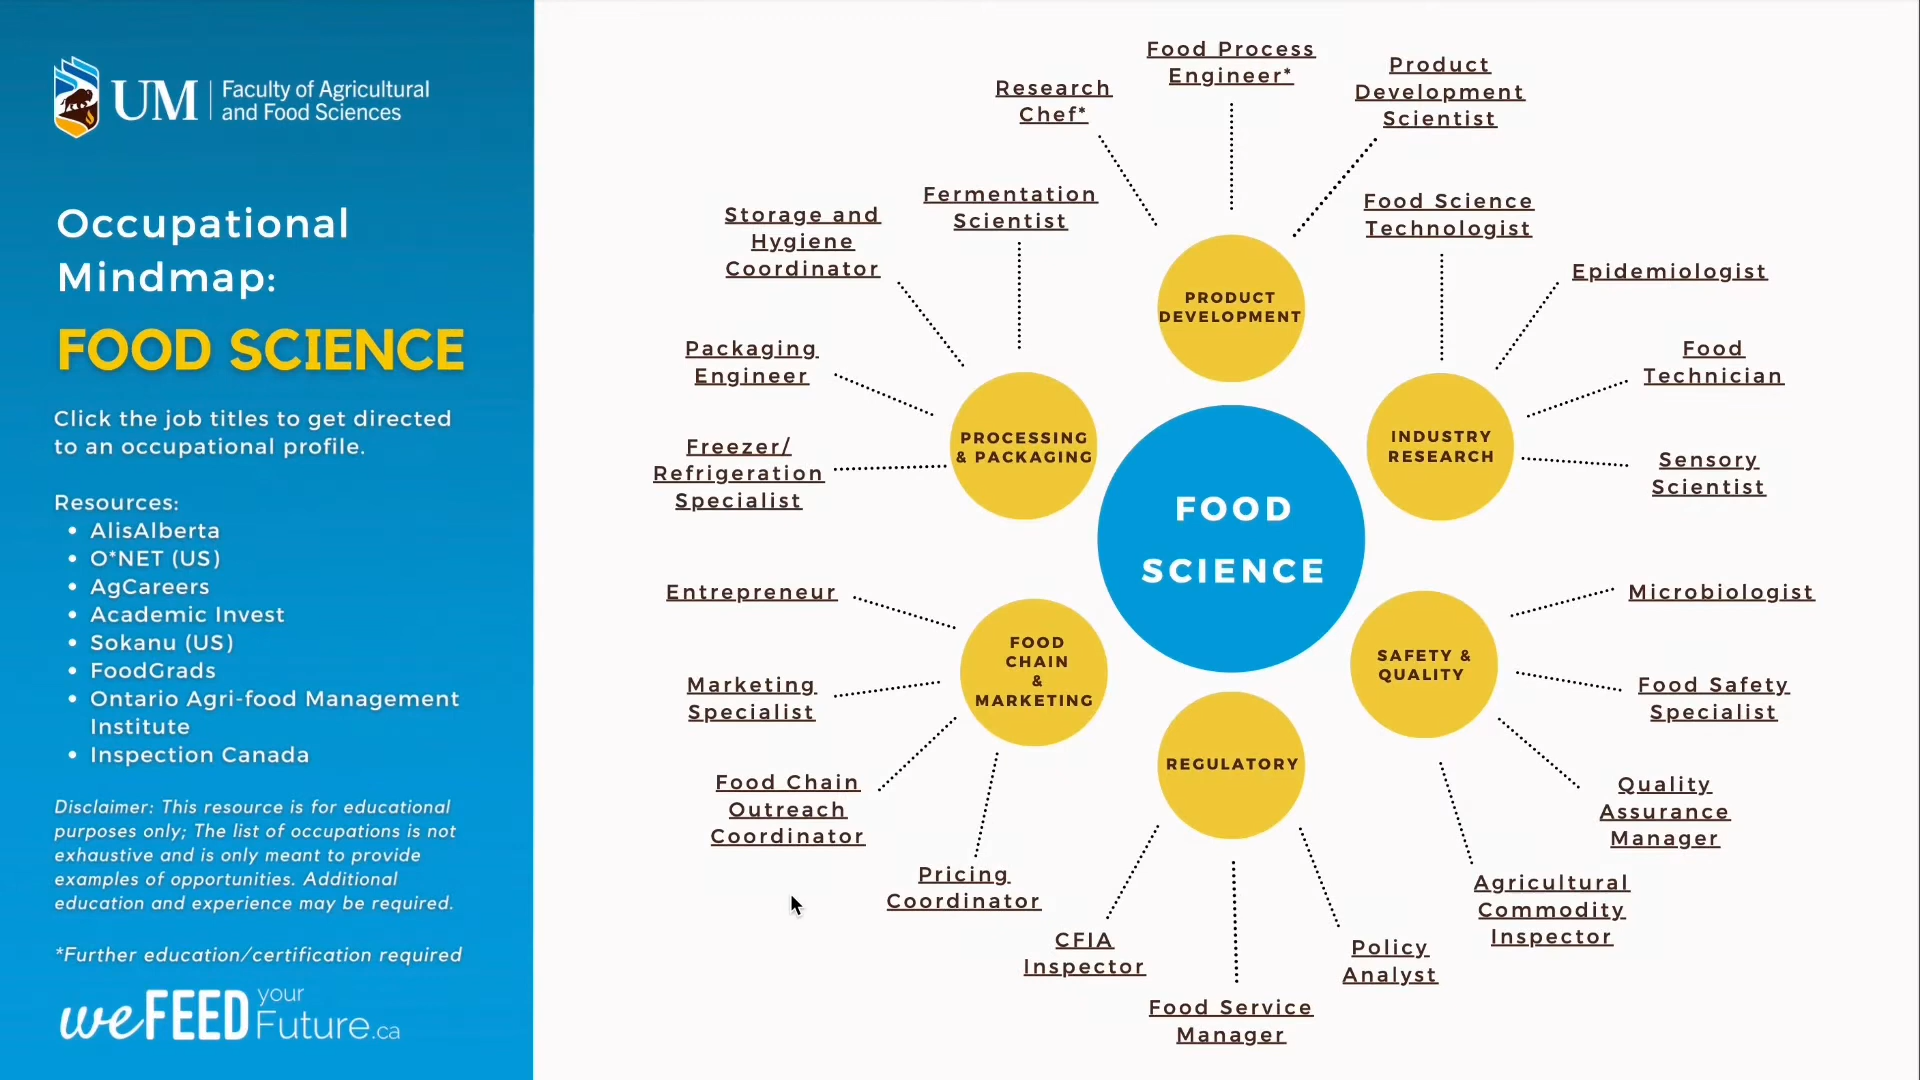 UM
Faculty of Agricultural
and Food Sciences
Occupational
Mindmap:
FOOD SCIENCE
Click the job titles to get directed
to an occupational profile.
Resources:
• AlisAlberta
• O*NET (US)
• AgCareers
• Academic Invest
• Sokanu (US)
• FoodGrads
• Ontario Agri-food Management
Institute
• Inspection Canada
Disclaimer: This resource is for educational
purposes only; The list of occupations is not
exhaustive and is only meant to provide
examples of opportunities. Additional
education and experience may be required.
*Further education/certification required
weFEED your
Future.ca
FOOD
SCIENCE
PRODUCT
DEVELOPMENT
Research
Chef*
Food Process
Engineer*
Product
Development
Scientist
INDUSTRY
RESEARCH
Food Science
Technologist
Epidemiologist
Food
Technician
Sensory
Scientist
SAFETY &
QUALITY
Microbiologist
Food Safety
Specialist
Quality
Assurance
Manager
Agricultural
Commodity
Inspector
REGULATORY
Policy
Analyst
Food Service
Manager
CFIA
Inspector
FOOD
CHAIN
&
MARKETING
Pricing
Coordinator
Food Chain
Outreach
Coordinator
Marketing
Specialist
Entrepreneur
PROCESSING
& PACKAGING
Freezer/
Refrigeration
Specialist
Packaging
Engineer
Storage and
Hygiene
Coordinator
Fermentation
Scientist